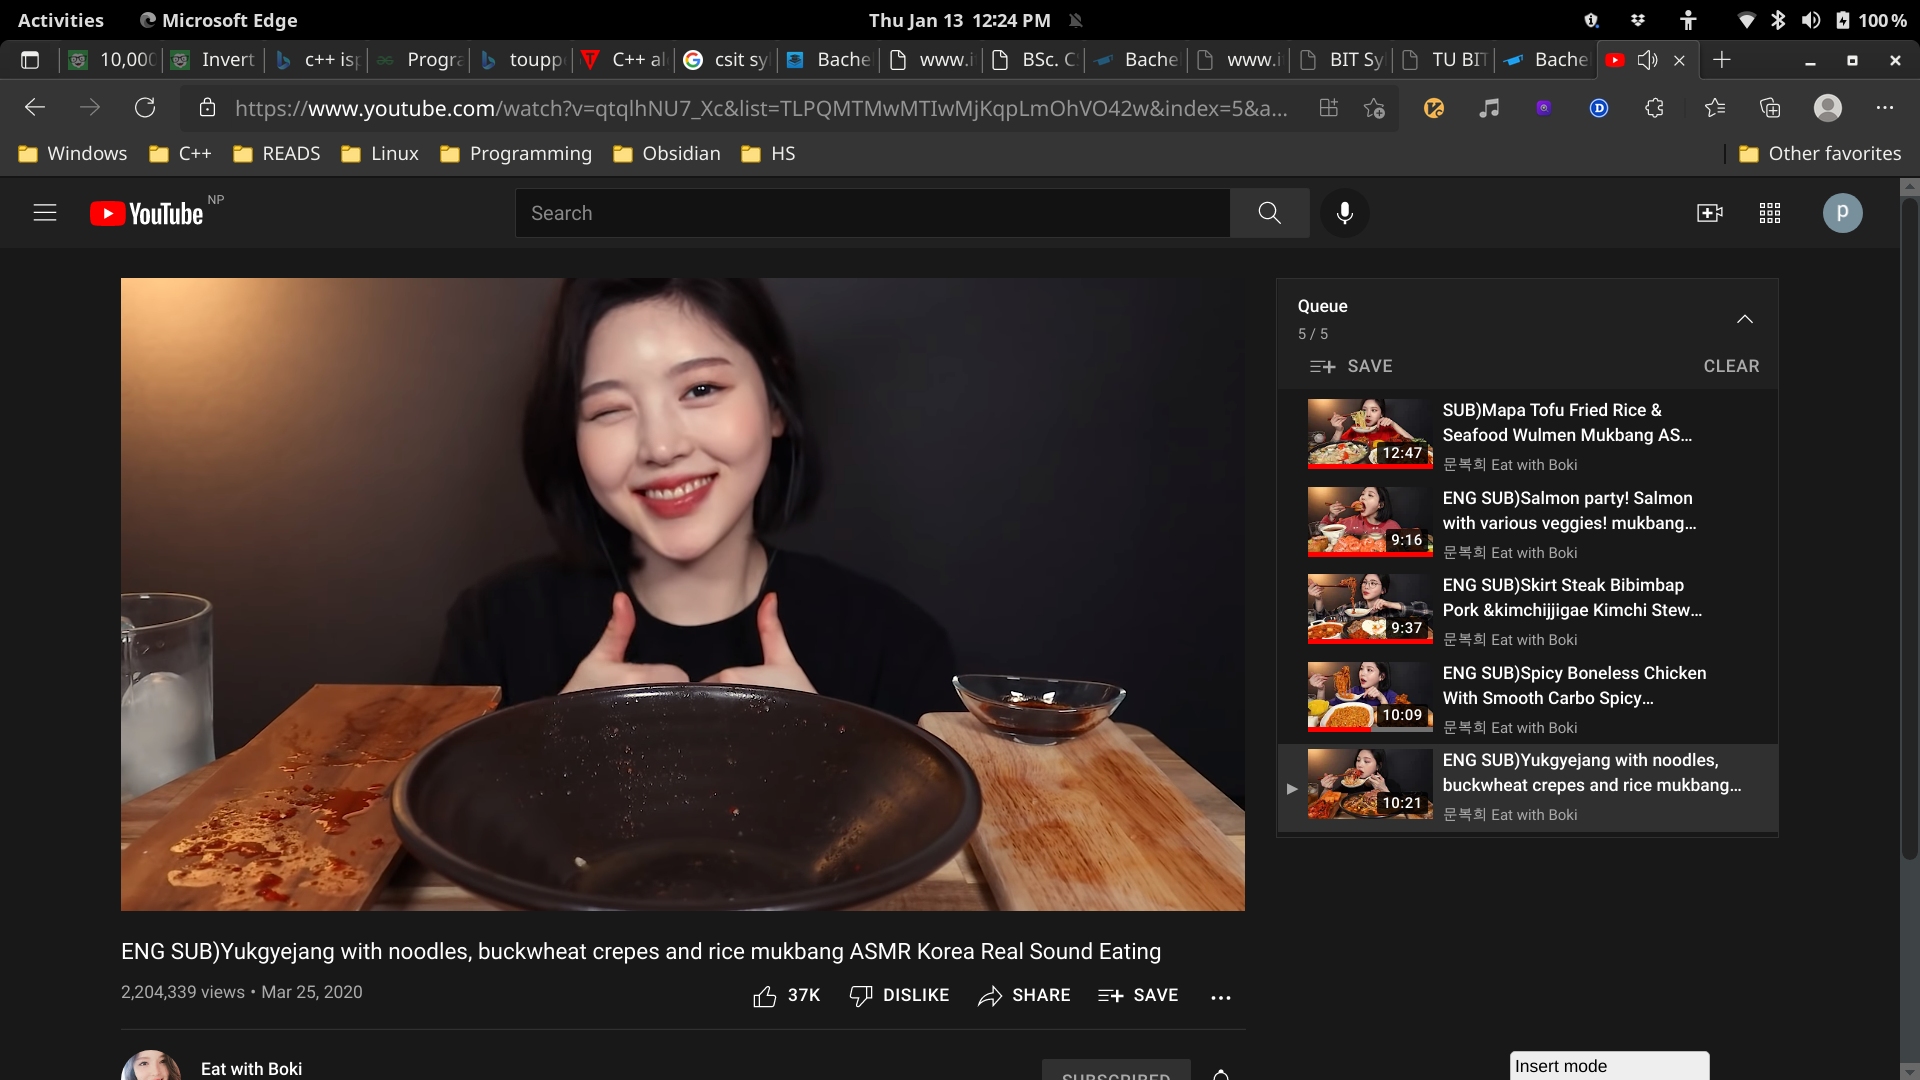 Activities
Microsoft Edge
Thu Jan 13 12:24 PM
100 %
10,000
Invert
c++ isp
Progra
toupp
C++ al
csit sy
Bache
www.i
BSc. C
Bache
www.i
BIT Sy
TU BIT
Bache
https://www.youtube.com/watch?v=qtqlhNU7_Xc&list=TLPQMTMwMTIwMjKqpLmOhVO42w&index=5&a...
Windows
C++
READS
Linux
Programming
Obsidian
HS
Other favorites
YouTube NP
Search
p
Queue
5 / 5
SAVE
CLEAR
12:47
SUB)Mapa Tofu Fried Rice &
Seafood Wulmen Mukbang AS...
문복희 Eat with Boki
9:16
ENG SUB)Salmon party! Salmon
with various veggies! mukbang...
문복희 Eat with Boki
9:37
ENG SUB)Skirt Steak Bibimbap
Pork &kimchijjigae Kimchi Stew...
문복희 Eat with Boki
10:09
ENG SUB)Spicy Boneless Chicken
With Smooth Carbo Spicy...
문복희 Eat with Boki
10:21
ENG SUB)Yukgyejang with noodles,
buckwheat crepes and rice mukbang...
문복희 Eat with Boki
ENG SUB)Yukgyejang with noodles, buckwheat crepes and rice mukbang ASMR Korea Real Sound Eating
2,204,339 views • Mar 25, 2020
37K
DISLIKE
SHARE
SAVE
Eat with Boki
SUBSCRIBED
Insert mode